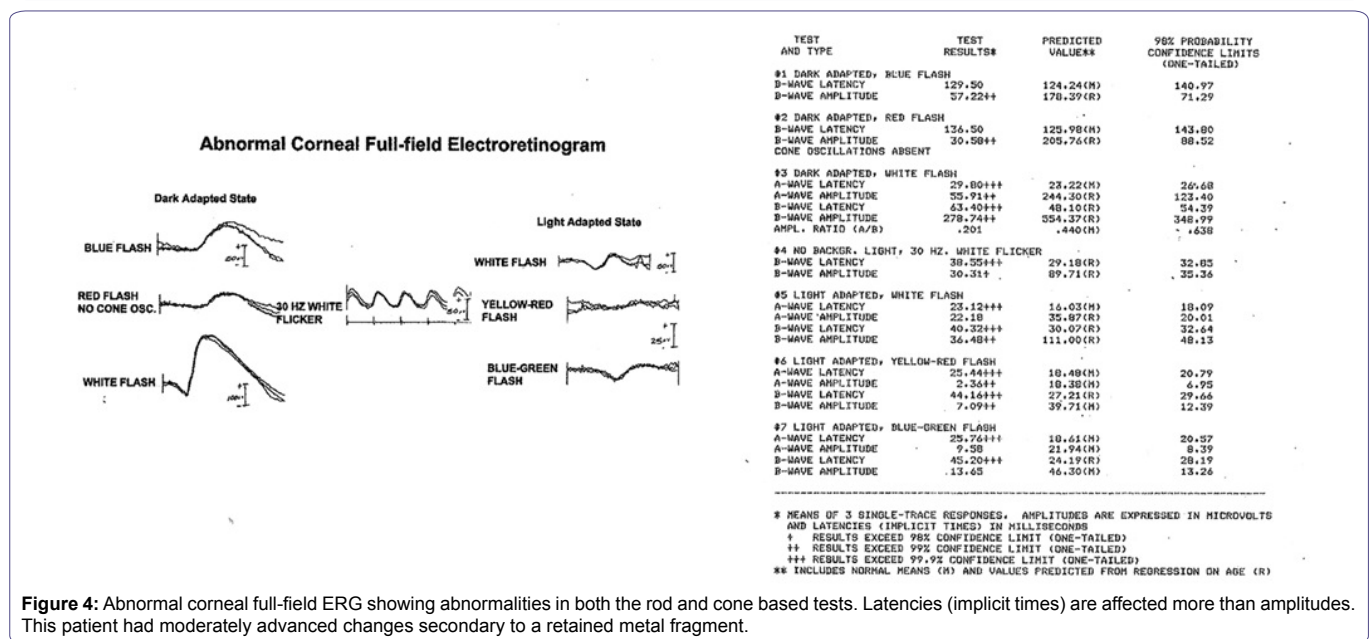 Abnormal Corneal Full-field Electroretinogram
Dark Adapted State
BLUE FLASH
RED FLASH
NO CONE OSC.
WHITE FLASH
30 HZ WHITE
FLICKER
Light Adapted State
WHITE FLASH
YELLOW-RED
FLASH
BLUE-GREEN
FLASH
TEST TEST PREDICTED 98% PROBABILITY
AND TYPE RESULTS* VALUE** CONFIDENCE LIMITS
(ONE-TAILED)
#1 DARK ADAPTED, BLUE FLASH
B-WAVE LATENCY 129.50 124.24(M) 140.97
B-WAVE AMPLITUDE 57.22++ 178.39(R) 71.29
#2 DARK ADAPTED, RED FLASH
B-WAVE LATENCY 136.50 125.98(M) 143.80
B-WAVE AMPLITUDE 30.58++ 205.76(R) 88.52
CONE OSCILLATIONS ABSENT
#3 DARK ADAPTED, WHITE FLASH
A-WAVE LATENCY 29.80+++ 23.22(M) 26.68
A-WAVE AMPLITUDE 55.91++ 244.30(R) 123.40
B-WAVE LATENCY 63.40+++ 48.10(R) 54.39
B-WAVE AMPLITUDE 278.74++ 554.37(R) 348.99
AMPL. RATIO (A/B) .201 .440(M) .638
#4 NO BACKGR. LIGHT, 30 HZ. WHITE FLICKER
B-WAVE LATENCY 38.55+++ 29.18(R) 32.85
B-WAVE AMPLITUDE 30.31+ 89.71(R) 35.36
#5 LIGHT ADAPTED, WHITE FLASH
A-WAVE LATENCY 23.12+++ 16.03(M) 18.09
A-WAVE AMPLITUDE 22.18 35.87(R) 20.01
B-WAVE LATENCY 40.32+++ 30.07(R) 32.64
B-WAVE AMPLITUDE 36.48++ 111.00(R) 48.13
#6 LIGHT ADAPTED, YELLOW-RED FLASH
A-WAVE LATENCY 25.44+++ 18.48(M) 20.79
A-WAVE AMPLITUDE 2.36++ 18.38(M) 6.95
B-WAVE LATENCY 44.16+++ 27.21(R) 29.66
B-WAVE AMPLITUDE 7.09++ 39.71(M) 12.39
#7 LIGHT ADAPTED, BLUE-GREEN FLASH
A-WAVE LATENCY 25.76+++ 18.61(M) 20.57
A-WAVE AMPLITUDE 9.58 21.94(M) 8.39
B-WAVE LATENCY 45.20+++ 24.19(R) 28.19
B-WAVE AMPLITUDE 13.65 46.30(M) 13.26
* MEANS OF 3 SINGLE-TRACE RESPONSES. AMPLITUDES ARE EXPRESSED IN MICROVOLTS
AND LATENCIES (IMPLICIT TIMES) IN MILLISECONDS
+ RESULTS EXCEED 98% CONFIDENCE LIMIT (ONE-TAILED)
++ RESULTS EXCEED 99% CONFIDENCE LIMIT (ONE-TAILED)
+++ RESULTS EXCEED 99.9% CONFIDENCE LIMIT (ONE-TAILED)
** INCLUDES NORMAL MEANS (M) AND VALUES PREDICTED FROM REGRESSION ON AGE (R)
Figure 4: Abnormal corneal full-field ERG showing abnormalities in both the rod and cone based tests. Latencies (implicit times) are affected more than amplitudes.
This patient had moderately advanced changes secondary to a retained metal fragment.